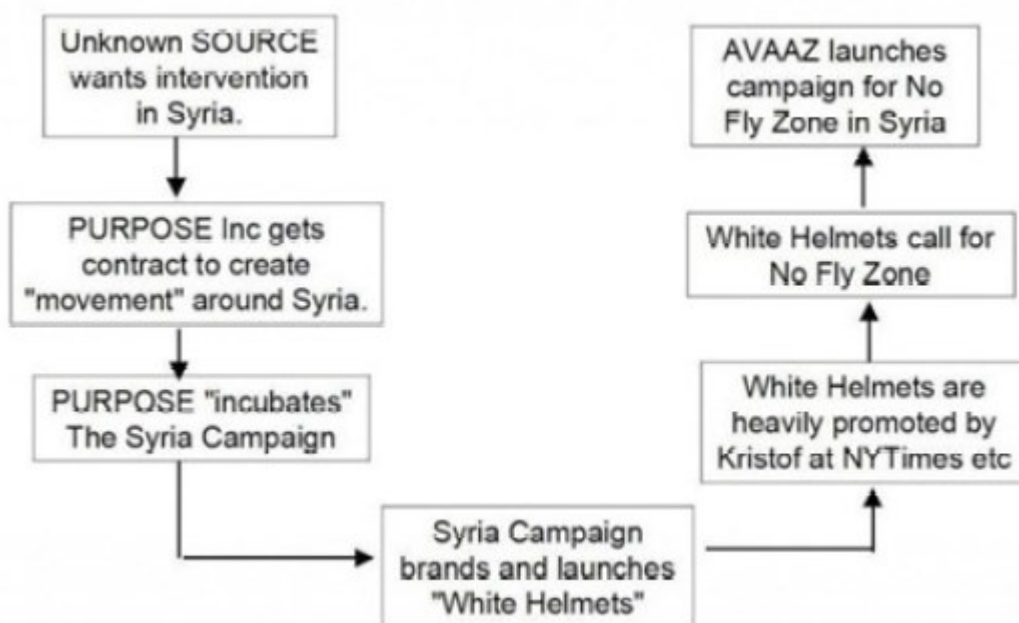 Unknown SOURCE
wants intervention
in Syria.
PURPOSE Inc gets
contract to create
"movement" around Syria.
PURPOSE "incubates"
The Syria Campaign
Syria Campaign
brands and launches
"White Helmets"
White Helmets are
heavily promoted by
Kristof at NYTimes etc
White Helmets call for
No Fly Zone
AVAAZ launches
campaign for No
Fly Zone in Syria